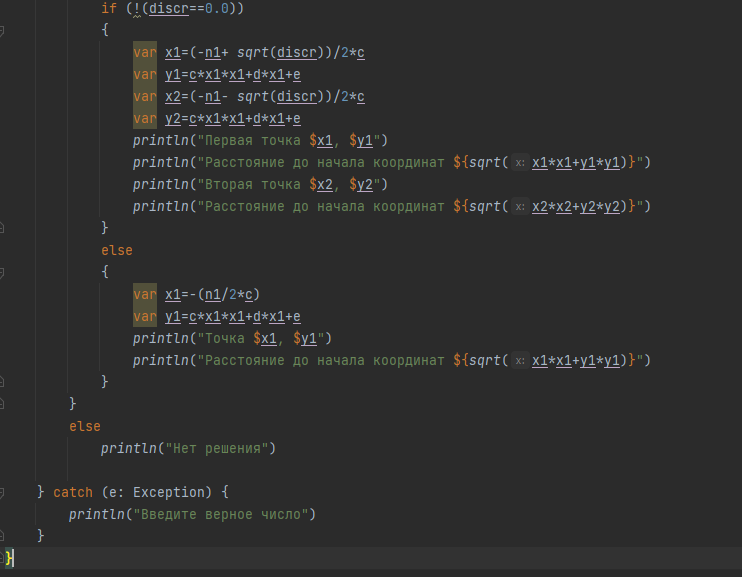 if (!(discr==0.0))
{
var x1=(-n1+ sqrt(discr))/2*c
var y1=c*x1*x1+d*x1+e
var x2=(-n1- sqrt(discr))/2*c
var y2=c*x1*x1+d*x1+e
println("Первая точка $x1, $y1")
println("Расстояние до начала координат ${sqrt( x: x1*x1+y1*y1)}")
println("Вторая точка $x2, $y2")
println("Расстояние до начала координат ${sqrt( x: x2*x2+y2*y2)}")
}
else
{
var x1=-(n1/2*c)
var y1=c*x1*x1+d*x1+e
println("Точка $x1, $y1")
println("Расстояние до начала координат ${sqrt( x: x1*x1+y1*y1)}")
}
}
else
println("Нет решения")
} catch (e: Exception) {
println("Введите верное число")
}
}